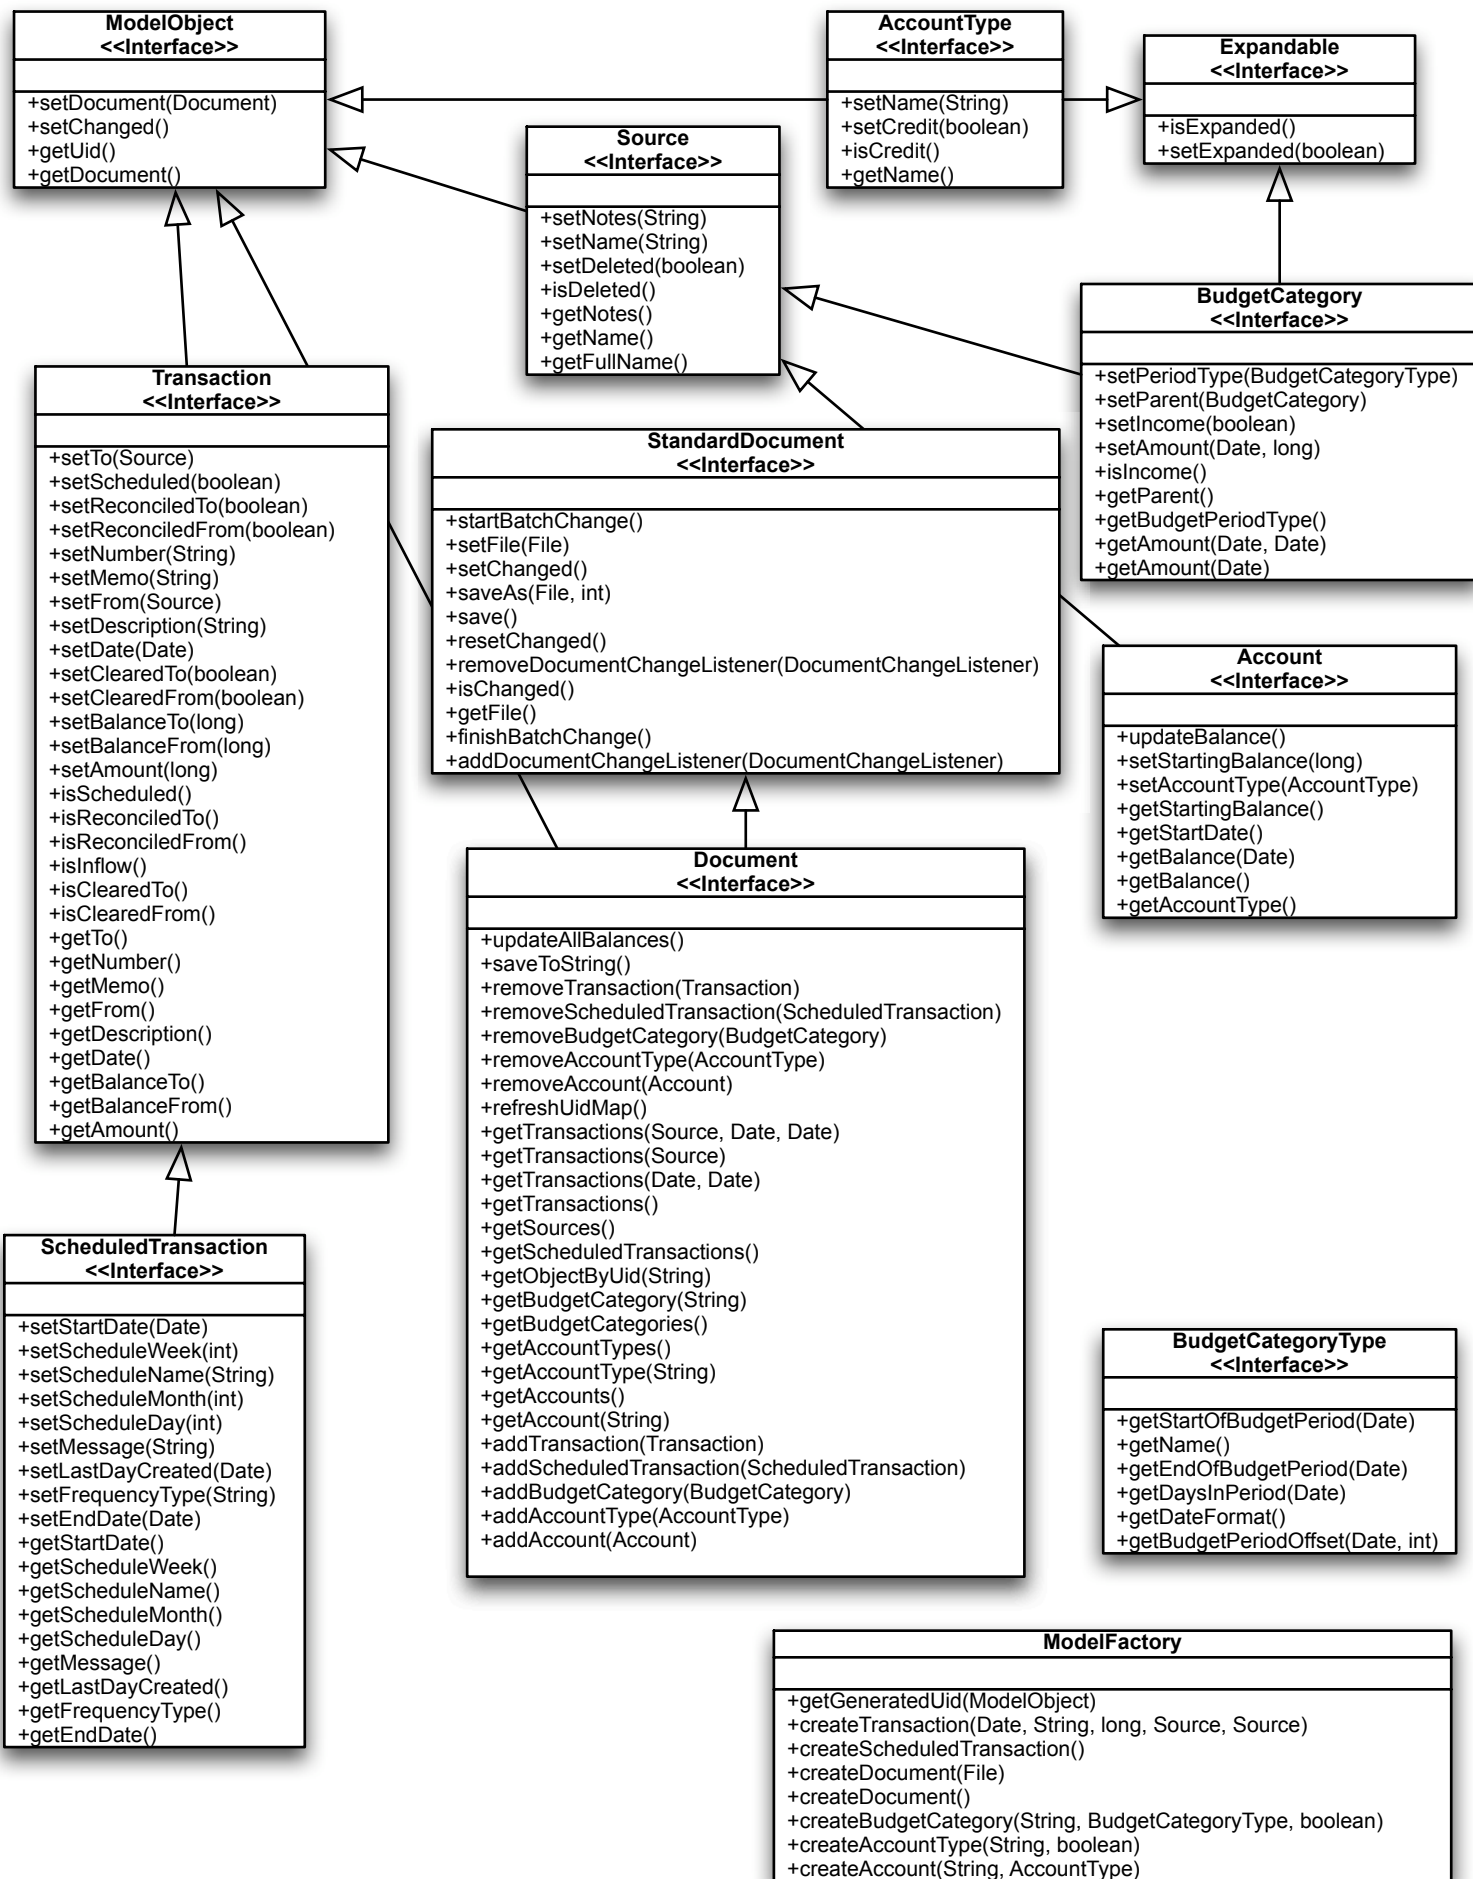 ModelObject
<<Interface>>
+setDocument(Document)
+setChanged()
+getUid()
+getDocument()
AccountType
<<Interface>>
+setName(String)
+setCredit(boolean)
+isCredit()
+getName()
Expandable
<<Interface>>
+isExpanded()
+setExpanded(boolean)
Source
<<Interface>>
+setNotes(String)
+setName(String)
+setDeleted(boolean)
+isDeleted()
+getNotes()
+getName()
+getFullName()
BudgetCategory
<<Interface>>
+setPeriodType(BudgetCategoryType)
+setParent(BudgetCategory)
+setIncome(boolean)
+setAmount(Date, long)
+isIncome()
+getParent()
+getBudgetPeriodType()
+getAmount(Date, Date)
+getAmount(Date)
Transaction
<<Interface>>
+setTo(Source)
+setScheduled(boolean)
+setReconciledTo(boolean)
+setReconciledFrom(boolean)
+setNumber(String)
+setMemo(String)
+setFrom(Source)
+setDescription(String)
+setDate(Date)
+setClearedTo(boolean)
+setClearedFrom(boolean)
+setBalanceTo(long)
+setBalanceFrom(long)
+setAmount(long)
+isScheduled()
+isReconciledTo()
+isReconciledFrom()
+isInflow()
+isClearedTo()
+isClearedFrom()
+getTo()
+getNumber()
+getMemo()
+getFrom()
+getDescription()
+getDate()
+getBalanceTo()
+getBalanceFrom()
+getAmount()
StandardDocument
<<Interface>>
+startBatchChange()
+setFile(File)
+setChanged()
+saveAs(File, int)
+save()
+resetChanged()
+removeDocumentChangeListener(DocumentChangeListener)
+isChanged()
+getFile()
+finishBatchChange()
+addDocumentChangeListener(DocumentChangeListener)
Account
<<Interface>>
+updateBalance()
+setStartingBalance(long)
+setAccountType(AccountType)
+getStartingBalance()
+getStartDate()
+getBalance(Date)
+getBalance()
+getAccountType()
Document
<<Interface>>
+updateAllBalances()
+saveToString()
+removeTransaction(Transaction)
+removeScheduledTransaction(ScheduledTransaction)
+removeBudgetCategory(BudgetCategory)
+removeAccountType(AccountType)
+removeAccount(Account)
+refreshUidMap()
+getTransactions(Source, Date, Date)
+getTransactions(Source)
+getTransactions(Date, Date)
+getTransactions()
+getSources()
+getScheduledTransactions()
+getObjectByUid(String)
+getBudgetCategory(String)
+getBudgetCategories()
+getAccountTypes()
+getAccountType(String)
+getAccounts()
+getAccount(String)
+addTransaction(Transaction)
+addScheduledTransaction(ScheduledTransaction)
+addBudgetCategory(BudgetCategory)
+addAccountType(AccountType)
+addAccount(Account)
ScheduledTransaction
<<Interface>>
+setStartDate(Date)
+setScheduleWeek(int)
+setScheduleName(String)
+setScheduleMonth(int)
+setScheduleDay(int)
+setMessage(String)
+setLastDayCreated(Date)
+setFrequencyType(String)
+setEndDate(Date)
+getStartDate()
+getScheduleWeek()
+getScheduleName()
+getScheduleMonth()
+getScheduleDay()
+getMessage()
+getLastDayCreated()
+getFrequencyType()
+getEndDate()
BudgetCategoryType
<<Interface>>
+getStartOfBudgetPeriod(Date)
+getName()
+getEndOfBudgetPeriod(Date)
+getDaysInPeriod(Date)
+getDateFormat()
+getBudgetPeriodOffset(Date, int)
ModelFactory
+getGeneratedUid(ModelObject)
+createTransaction(Date, String, long, Source, Source)
+createScheduledTransaction()
+createDocument(File)
+createDocument()
+createBudgetCategory(String, BudgetCategoryType, boolean)
+createAccountType(String, boolean)
+createAccount(String, AccountType)